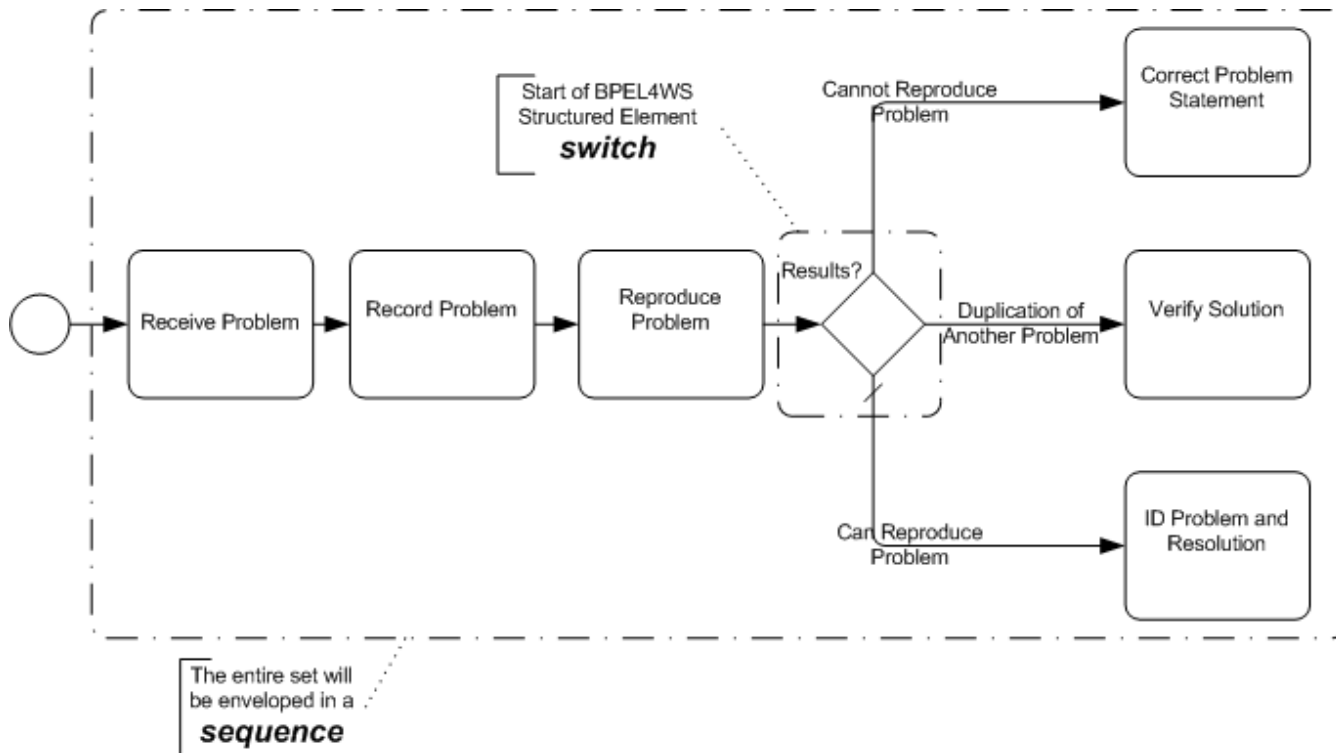 Start of BPEL4WS
Structured Element
switch
Cannot Reproduce
Problem
Correct Problem
Statement
Receive Problem
Record Problem
Reproduce
Problem
Results?
Duplication of
Another Problem
Verify Solution
Can Reproduce
Problem
ID Problem and
Resolution
The entire set will
be enveloped in a
sequence